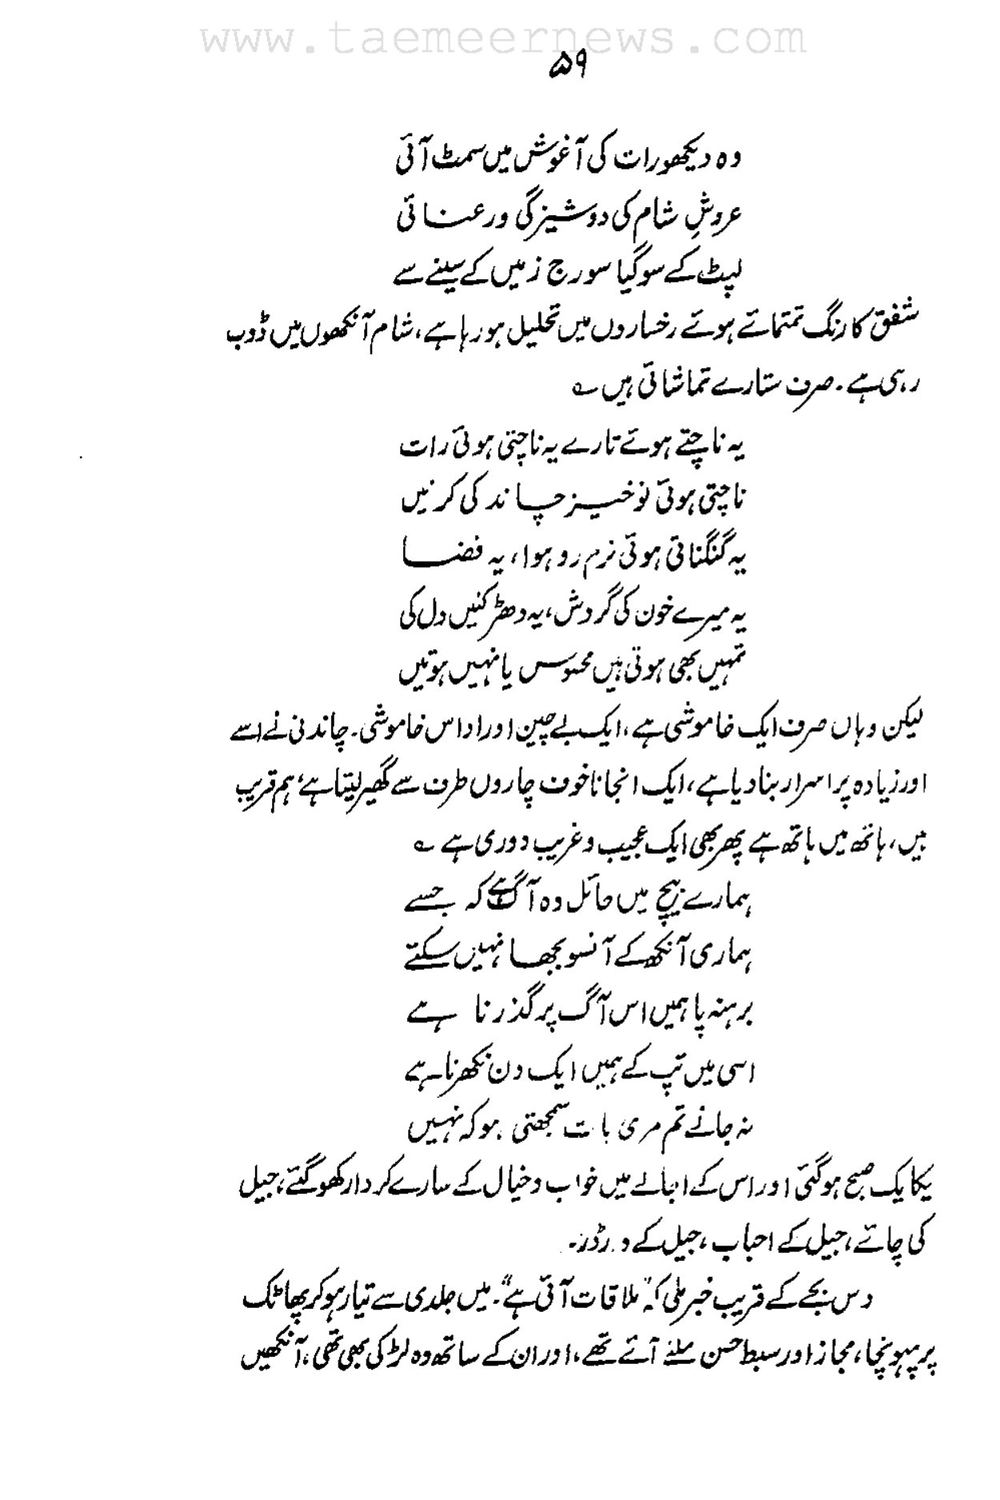 www.taemeernews.com
۵۹
وہ دیکھو رات کی آغوش میں سمٹ آئی
عروسِ شام کی دوشیزگی و رعنائی
لپٹ کے سوگیا سورج زمیں کے سینے سے
شفق کا رنگ تمتماتے ہوئے رخساروں میں تحلیل ہو رہا ہے، شام آنکھوں میں ڈوب
رہی ہے۔ صرف ستارے تماشائی ہیں ؎
یہ ناچتے ہوئے تارے یہ ناچتی ہوئی رات
ناچتی ہوئی نوخیز چاند کی کرنیں
یہ گنگناتی ہوئی نرم رو ہوا، یہ فضا
یہ میرے خون کی گردش، یہ دھڑکنیں دل کی
تمہیں بھی ہوتی ہیں محسوس یا نہیں ہوتیں
لیکن وہاں صرف ایک خاموشی ہے، ایک بے چین اور اداس خاموشی۔ چاندنی نے اسے
اور زیادہ پر اسرار بنا دیا ہے، ایک انجانا خوف چاروں طرف سے گھیر لیتا ہے، ہم قریب
ہیں، ہاتھ میں ہاتھ ہے پھر بھی ایک عجیب و غریب دوری ہے ؎
ہمارے بیچ میں حائل وہ آگ ہے کہ جسے
ہماری آنکھ کے آنسو بجھا نہیں سکتے
برہنہ پا ہمیں اس آگ پر گذرنا ہے
اسی میں تپ کے ہمیں ایک دن نکھرنا ہے
نہ جانے تم مری بات سمجھتی ہو کہ نہیں
یکایک صبح ہوگئی اور اس کے اجالے میں خواب و خیال کے سارے کردار کھو گئے، جیل
کی چائے، جیل کے احباب، جیل کے وارڈر۔
دس بجے کے قریب خبر ملی کہ "ملاقات آئی ہے"۔ میں جلدی سے تیار ہو کر پھاٹک
پر پہونچا، مجاز اور سبط حسن ملنے آئے تھے، اور ان کے ساتھ وہ لڑکی بھی تھی، آنکھیں